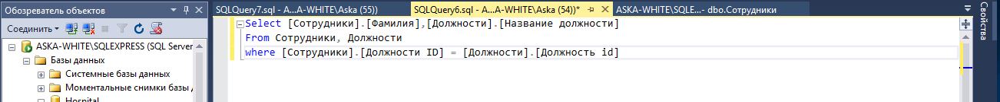 Обозреватель объектов
SQLQuery7.sql - A...A-WHITE\Aska (55))
SQLQuery6.sql - A...A-WHITE\Aska (54))*
ASKA-WHITE\SQLE...- dbo.Сотрудники
Свойства
Соединить
Select [Сотрудники].[Фамилия],[Должности].[Название должности]
From Сотрудники, Должности
where [Сотрудники].[Должности ID] = [Должности].[Должность id]
ASKA-WHITE\SQLEXPRESS (SQL Server
Базы данных
Системные базы данных
Моментальные снимки базы д
Hospital